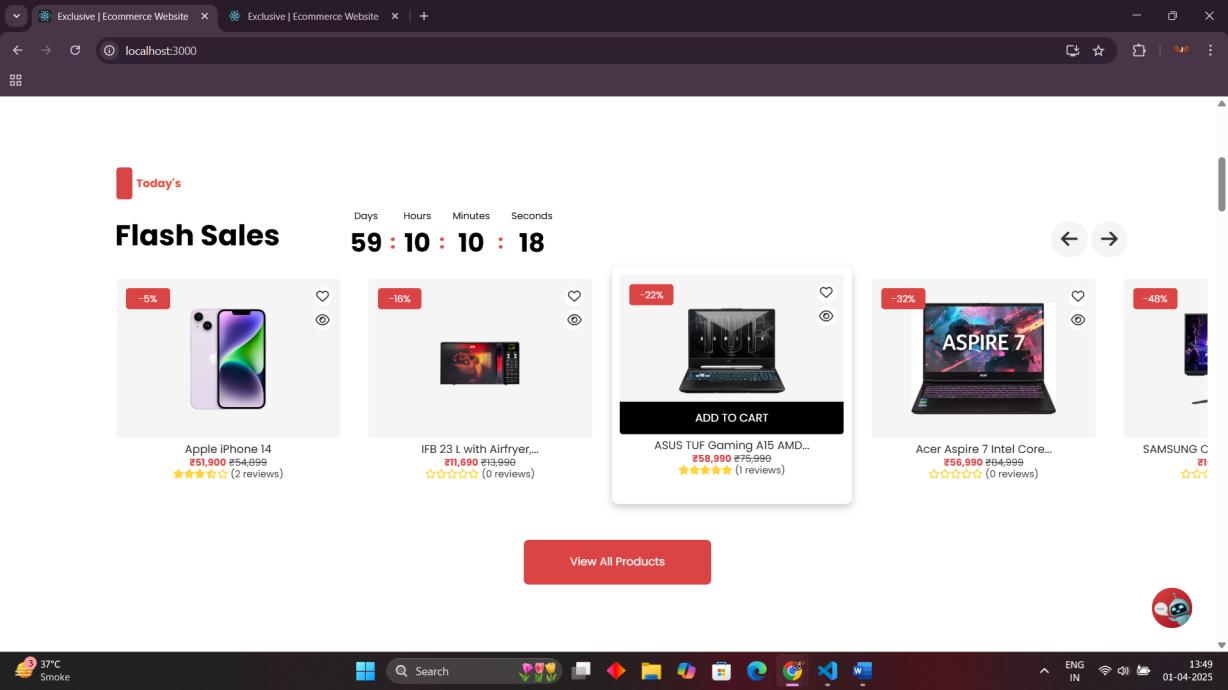 Exclusive | Ecommerce Website
Exclusive | Ecommerce Website
localhost:3000
Today's
Flash Sales
Days Hours Minutes Seconds
59 : 10 : 10 : 18
-5%
-16%
-22%
-32%
-48%
ASPIRE 7
ADD TO CART
Apple iPhone 14
₹51,900 ₹54,899
(2 reviews)
IFB 23 L with Airfryer,...
₹11,690 ₹13,990
(0 reviews)
ASUS TUF Gaming A15 AMD...
₹58,990 ₹75,990
(1 reviews)
Acer Aspire 7 Intel Core...
₹56,990 ₹84,999
(0 reviews)
SAMSUNG
View All Products
3
37°C
Smoke
Search
ENG
IN
13:49
01-04-2025